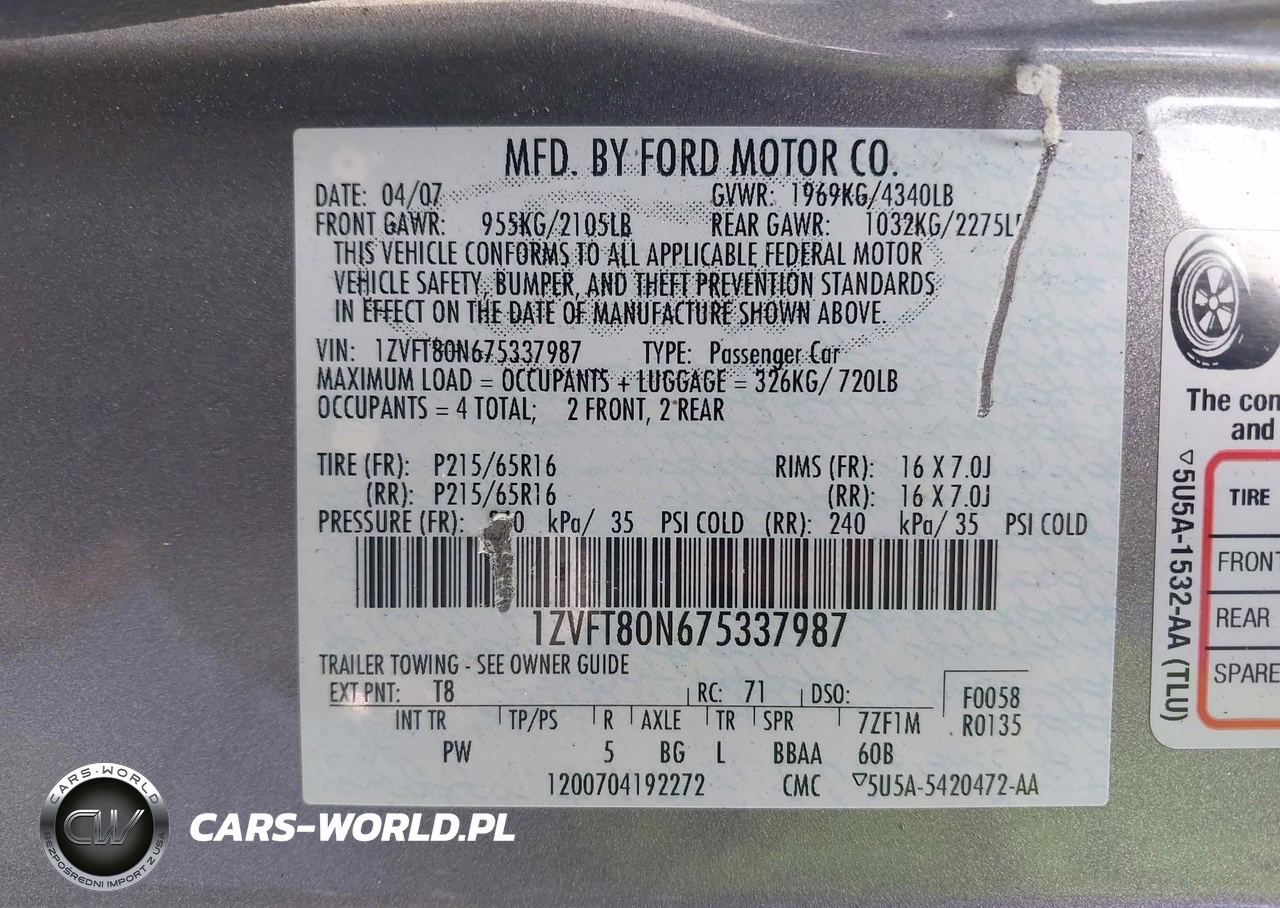 MFD. BY FORD MOTOR CO.
DATE: 04/07 GVWR: 1969KG/4340LB
FRONT GAWR: 955KG/2105LB REAR GAWR: 1032KG/2275L
THIS VEHICLE CONFORMS TO ALL APPLICABLE FEDERAL MOTOR
VEHICLE SAFETY, BUMPER, AND THEFT PREVENTION STANDARDS
IN EFFECT ON THE DATE OF MANUFACTURE SHOWN ABOVE.
VIN: 1ZVFT80N675337987 TYPE: Passenger Car
MAXIMUM LOAD = OCCUPANTS + LUGGAGE = 326KG/ 720LB
OCCUPANTS = 4 TOTAL; 2 FRONT, 2 REAR
TIRE (FR): P215/65R16 RIMS (FR): 16 X 7.0J
(RR): P215/65R16 (RR): 16 X 7.0J
PRESSURE (FR): kPa/ 35 PSI COLD (RR): 240 kPa/ 35 PSI COLD
1ZVFT80N675337987
TRAILER TOWING - SEE OWNER GUIDE
EXT PNT: T8 RC: 71 DSO: F0058
INT TR TP/PS R AXLE TR SPR 7ZF1M R0135
PW 5 BG L BBAA 60B
1200704192272 CMC ▽5U5A-5420472-AA
The con
and
▽5U5A-1532-AA (TLU)
TIRE
FRONT
REAR
SPARE
CARS-WORLD
CW
BEZPOŚREDNI IMPORT Z USA
CARS-WORLD.PL